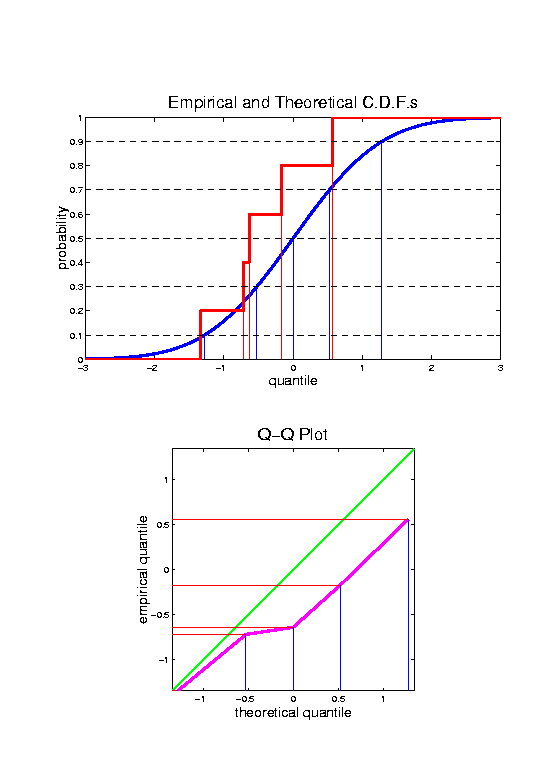 Empirical and Theoretical C.D.F.s
1
0.9
0.8
0.7
0.6
0.5
0.4
0.3
0.2
0.1
0
probability
−3 −2 −1 0 1 2 3
quantile
Q−Q Plot
1
0.5
0
−0.5
−1
empirical quantile
−1 −0.5 0 0.5 1
theoretical quantile